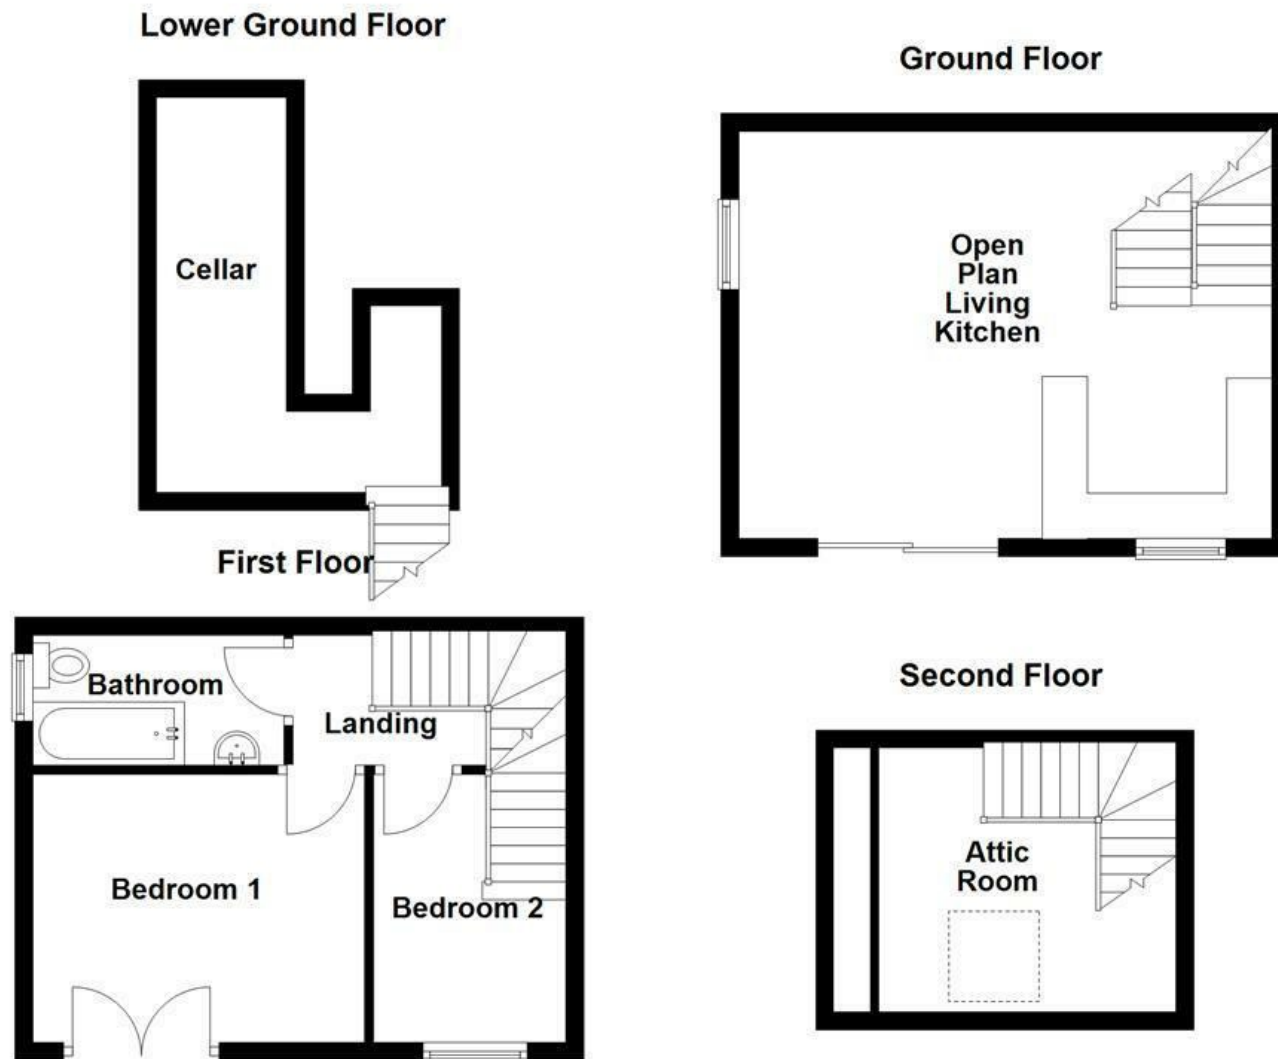 Lower Ground Floor
Cellar
Ground Floor
Open
Plan
Living
Kitchen
First Floor
Bathroom
Landing
Bedroom 1
Bedroom 2
Second Floor
Attic
Room